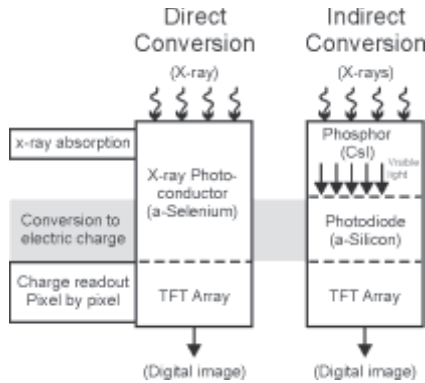 Direct
Conversion
(X-ray)
Indirect
Conversion
(X-rays)
x-ray absorption
X-ray Photo-
conductor
(a-Selenium)
Phosphor
(CsI)
Visible
light
Conversion to
electric charge
Photodiode
(a-Silicon)
Charge readout
Pixel by pixel
TFT Array
TFT Array
(Digital image)
(Digital image)